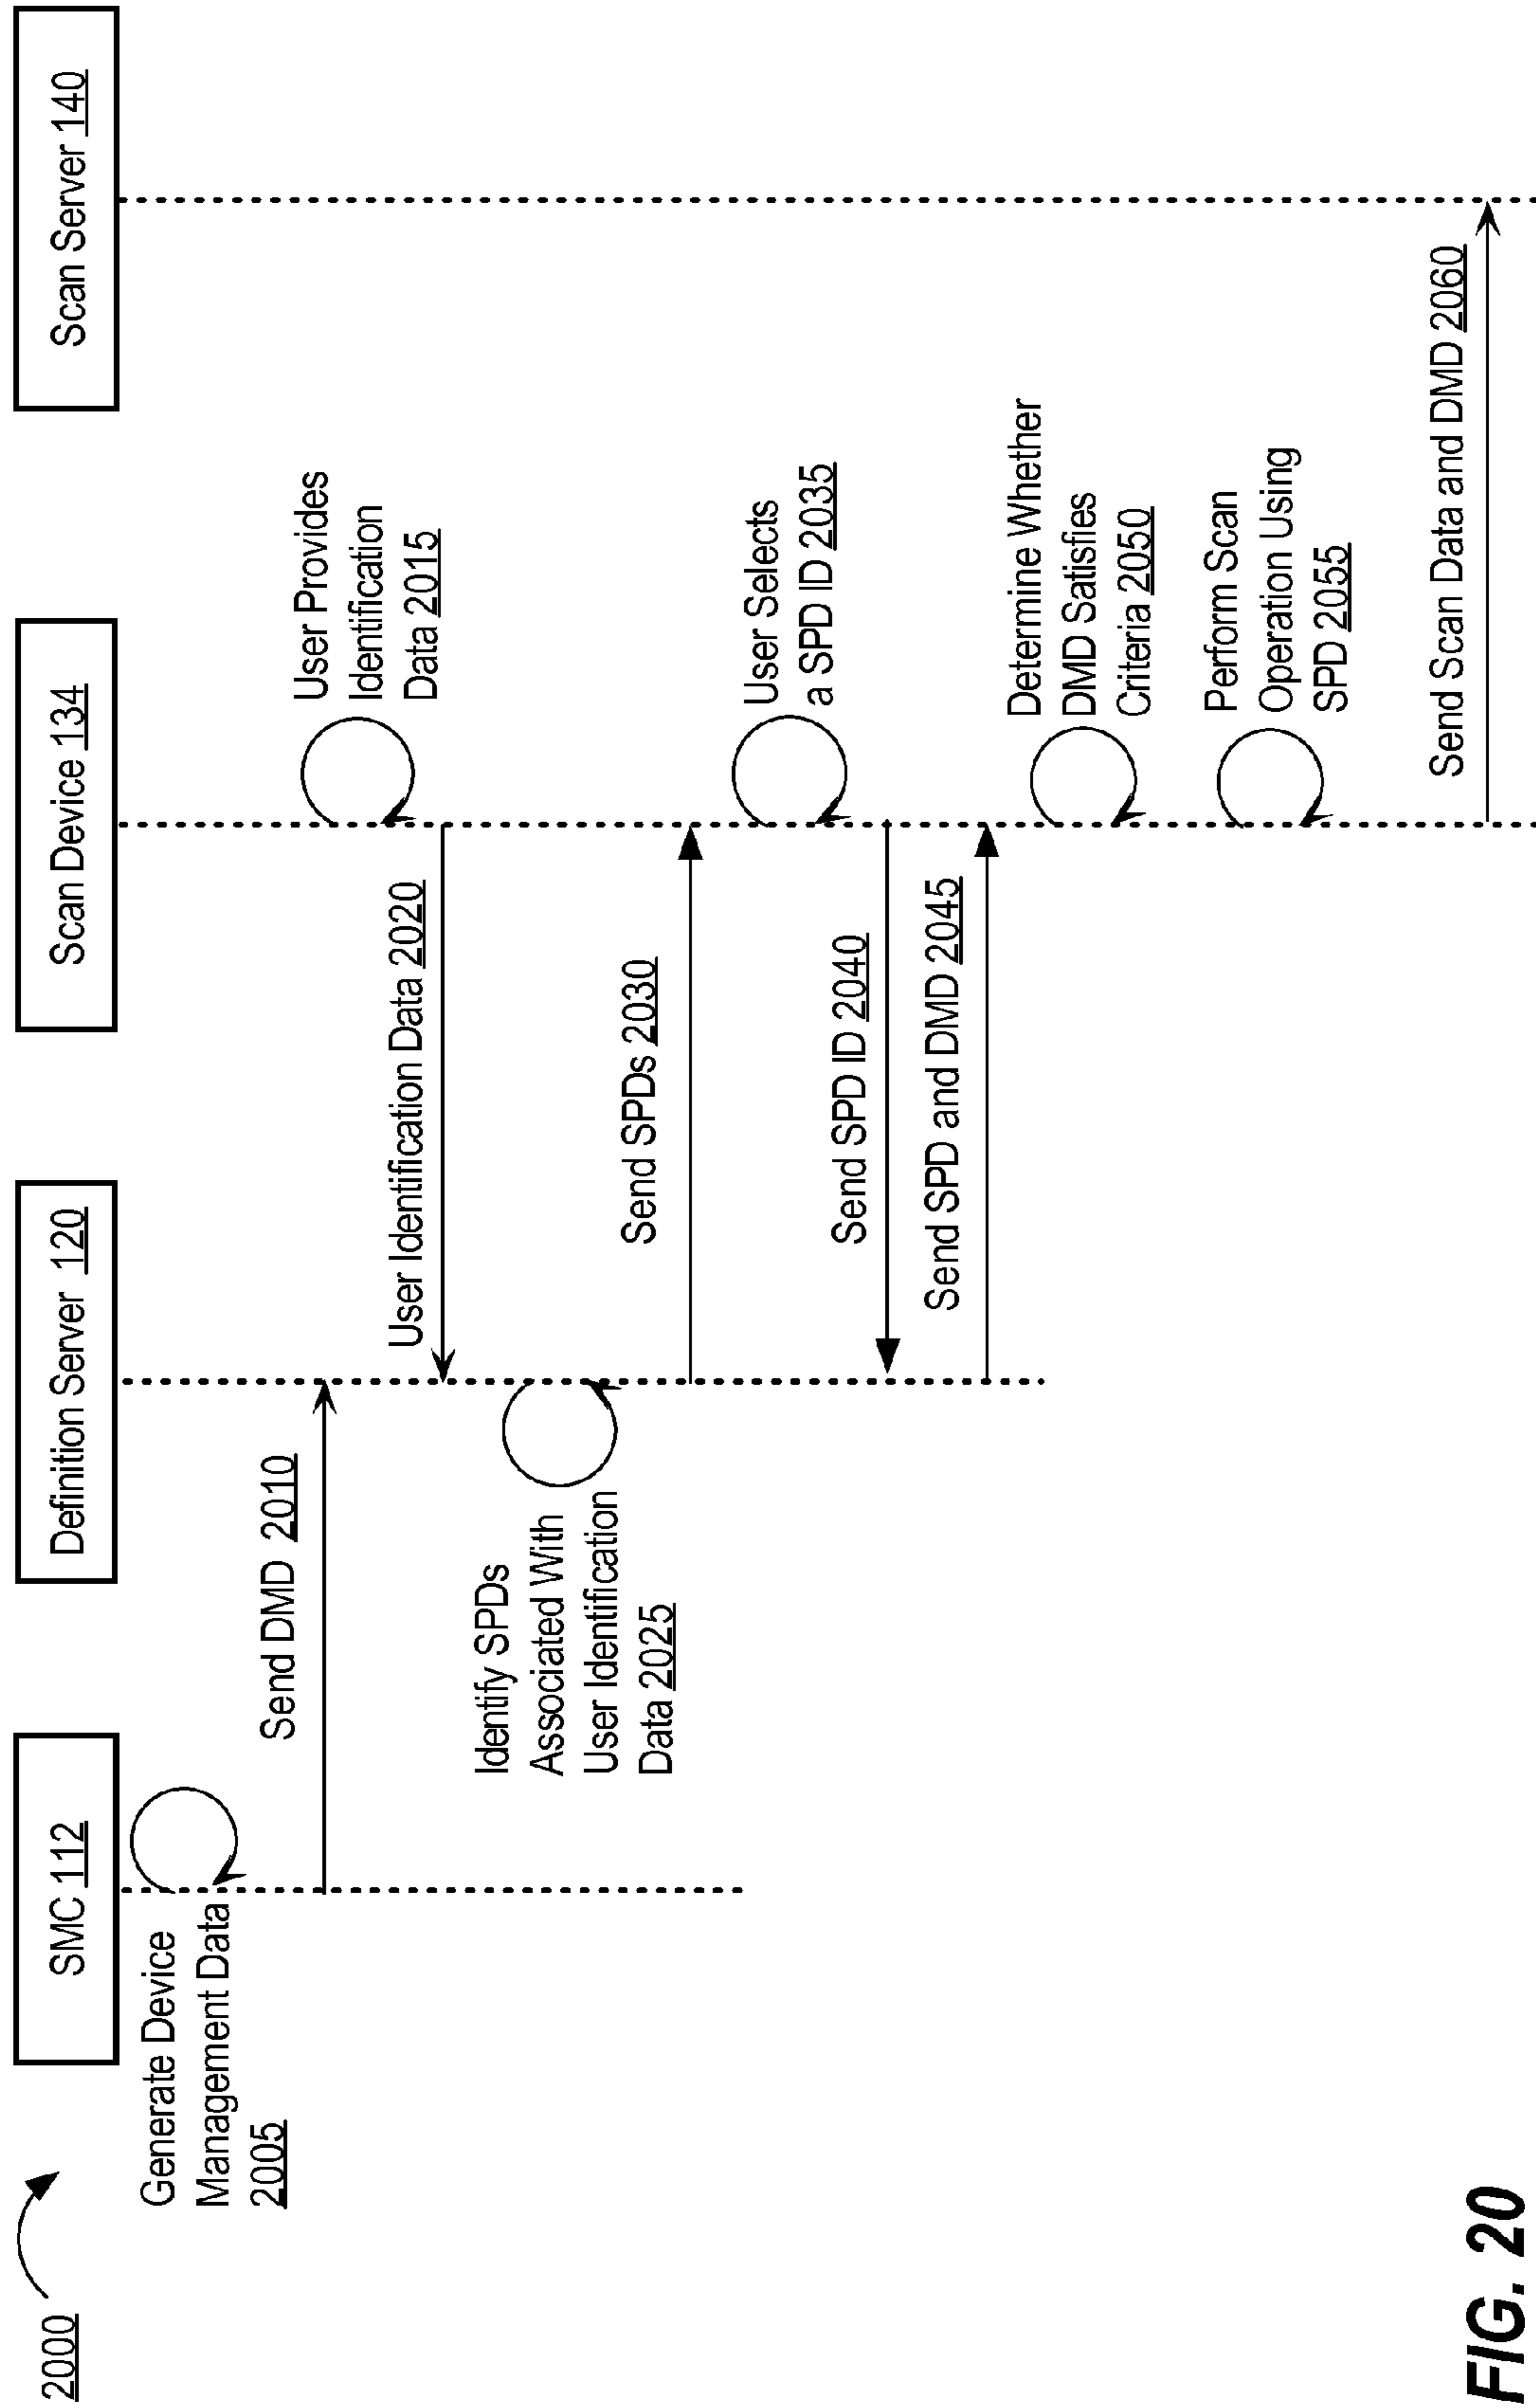 2000
SMC 112
Definition Server 120
Scan Device 134
Scan Server 140
Generate Device
Management Data
2005
Send DMD 2010
User Provides
Identification
Data 2015
User Identification Data 2020
Identify SPDs
Associated With
User Identification
Data 2025
Send SPDs 2030
User Selects
a SPD ID 2035
Send SPD ID 2040
Send SPD and DMD 2045
Determine Whether
DMD Satisfies
Criteria 2050
Perform Scan
Operation Using
SPD 2055
Send Scan Data and DMD 2060
FIG. 20